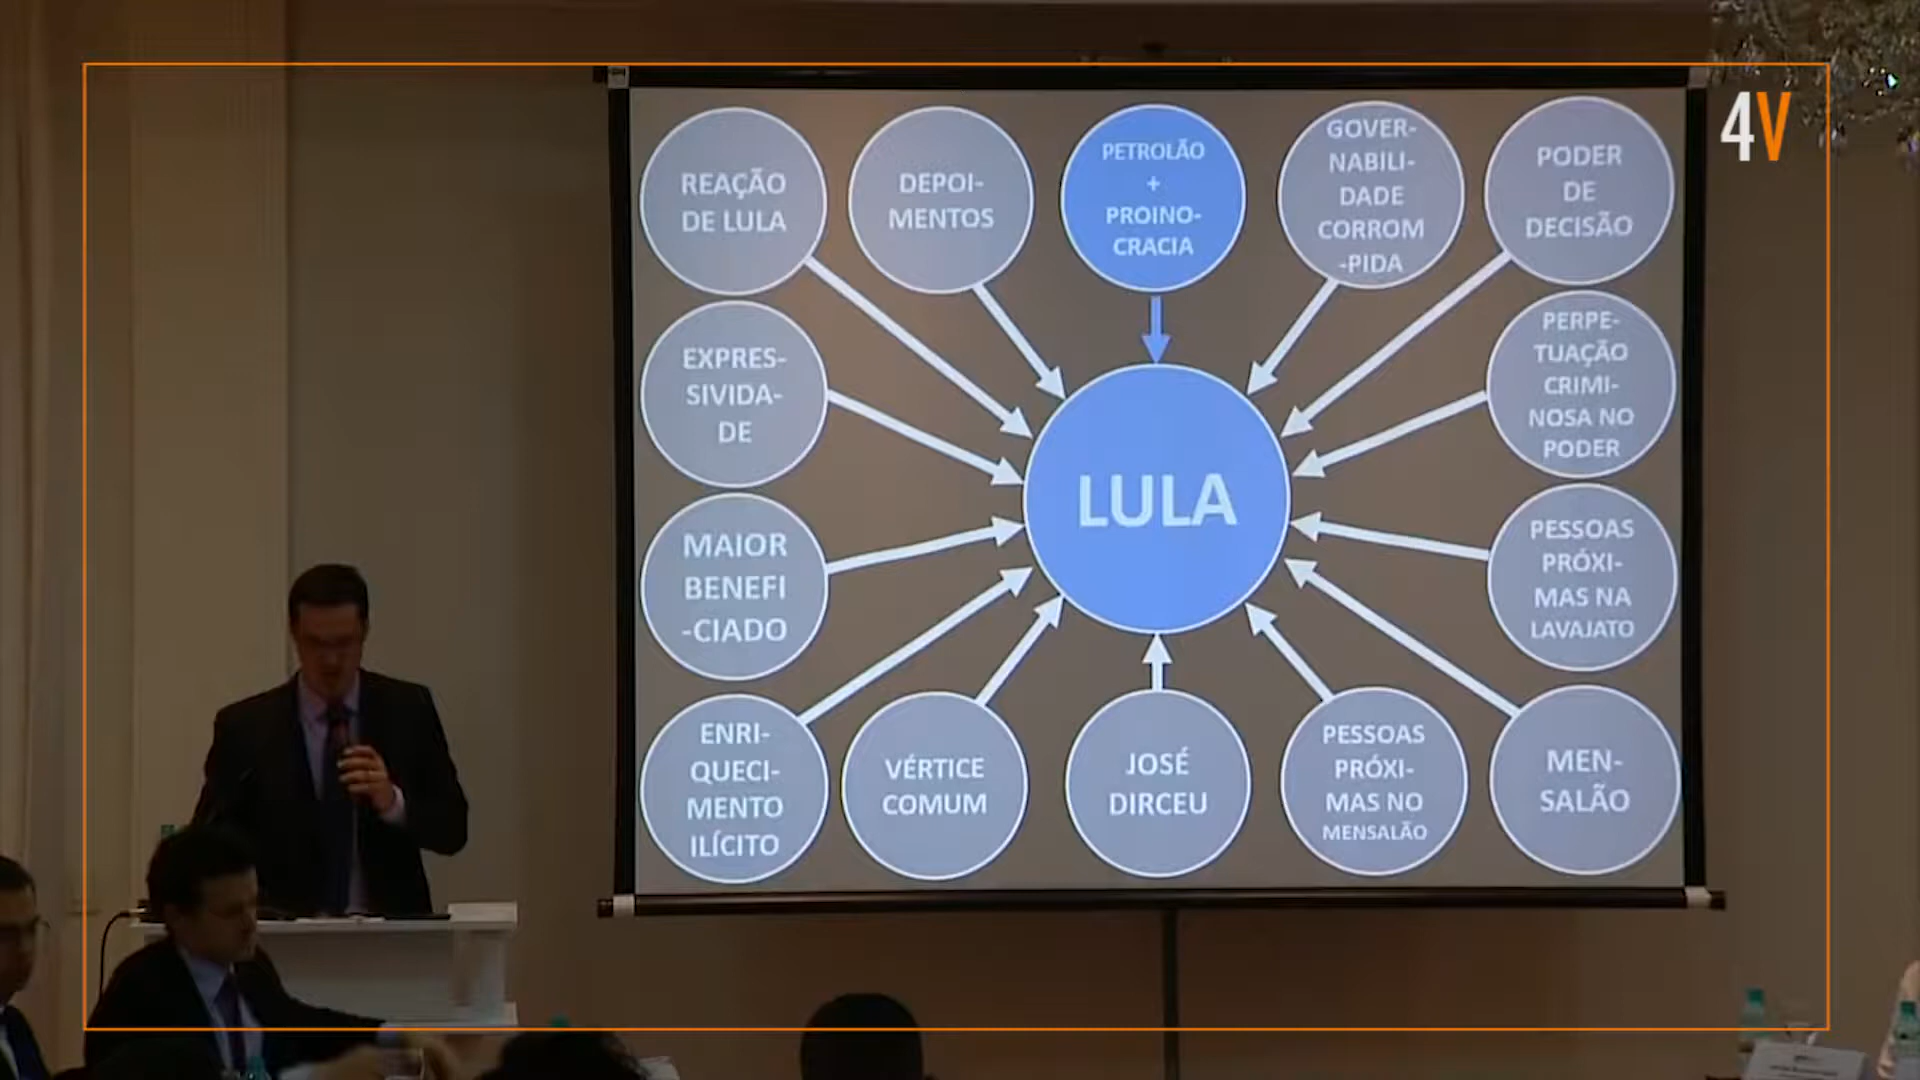 4V
REAÇÃO
DE LULA
DEPOI-
MENTOS
PETROLÃO
+
PROINO-
CRACIA
GOVER-
NABILI-
DADE
CORROM
-PIDA
PODER
DE
DECISÃO
EXPRES-
SIVIDA-
DE
PERPE-
TUAÇÃO
CRIMI-
NOSA NO
PODER
LULA
MAIOR
BENEFI
-CIADO
PESSOAS
PRÓXI-
MAS NA
LAVAJATO
ENRI-
QUECI-
MENTO
ILÍCITO
VÉRTICE
COMUM
JOSÉ
DIRCEU
PESSOAS
PRÓXI-
MAS NO
MENSALÃO
MEN-
SALÃO